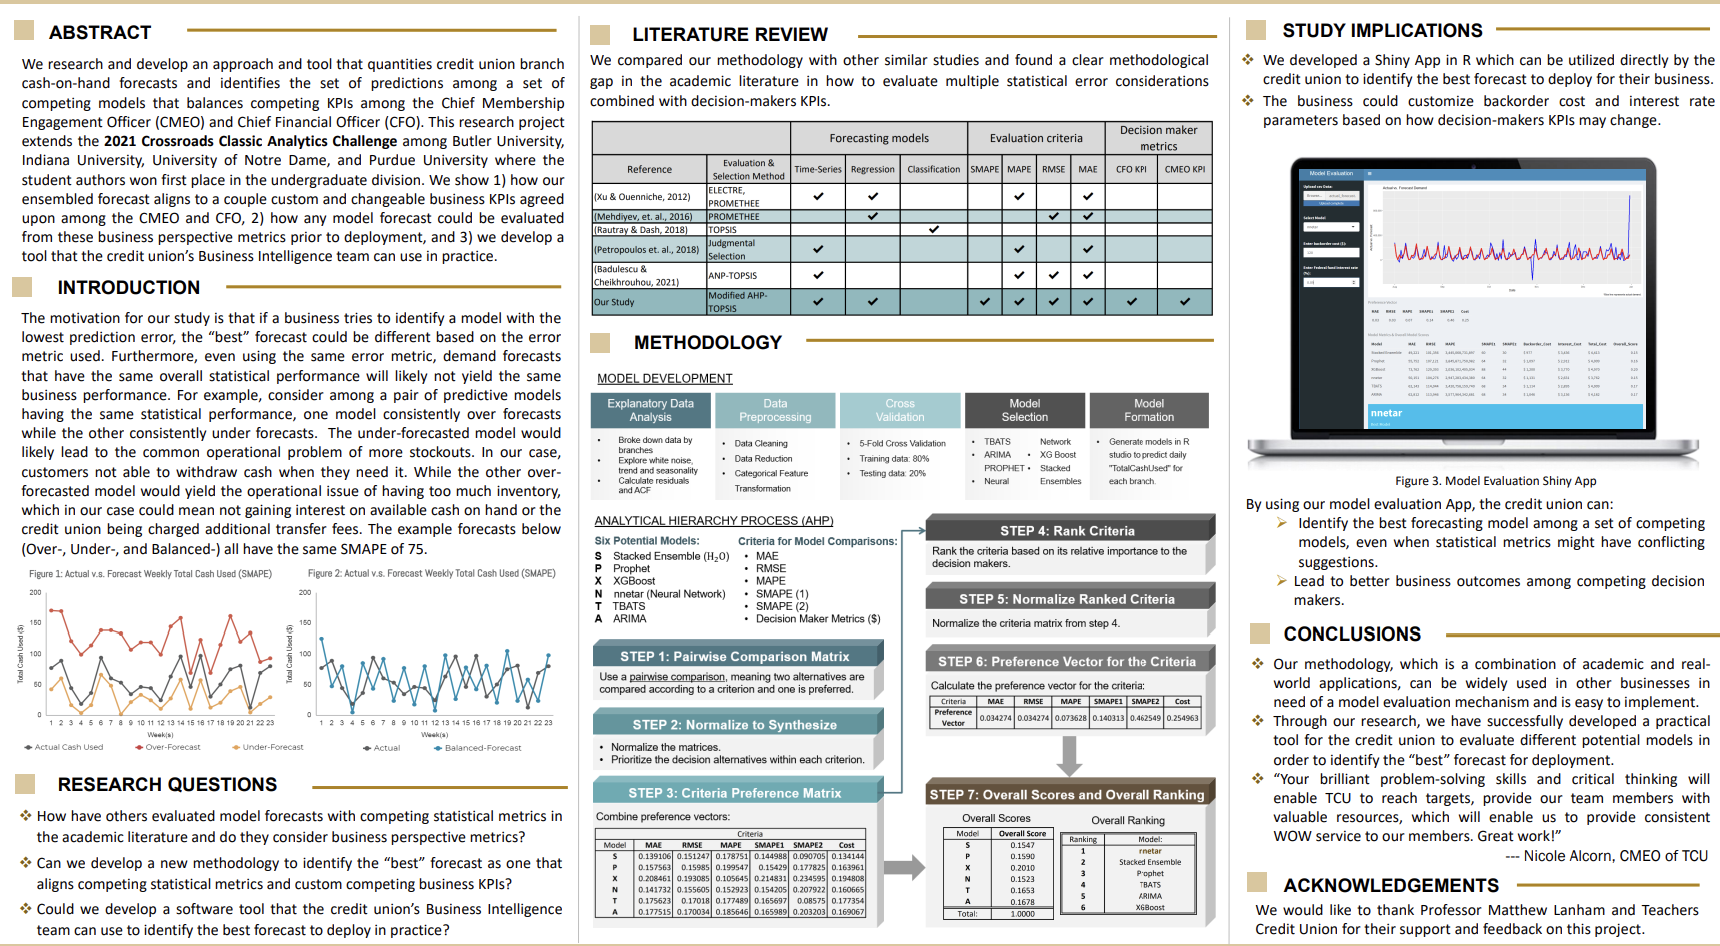 ABSTRACT
We research and develop an approach and tool that quantities credit union branch
cash-on-hand forecasts and identifies the set of predictions among a set of
competing models that balances competing KPIs among the Chief Membership
Engagement Officer (CMEO) and Chief Financial Officer (CFO). This research project
extends the 2021 Crossroads Classic Analytics Challenge among Butler University,
Indiana University, University of Notre Dame, and Purdue University where the
student authors won first place in the undergraduate division. We show 1) how our
ensembled forecast aligns to a couple custom and changeable business KPIs agreed
upon among the CMEO and CFO, 2) how any model forecast could be evaluated
from these business perspective metrics prior to deployment, and 3) we develop a
tool that the credit union's Business Intelligence team can use in practice.
INTRODUCTION
The motivation for our study is that if a business tries to identify a model with the
lowest prediction error, the "best" forecast could be different based on the error
metric used. Furthermore, even using the same error metric, demand forecasts
that have the same overall statistical performance will likely not yield the same
business performance. For example, consider among a pair of predictive models
having the same statistical performance, one model consistently over forecasts
while the other consistently under forecasts. The under-forecasted model would
likely lead to the common operational problem of more stockouts. In our case,
customers not able to withdraw cash when they need it. While the other over-
forecasted model would yield the operational issue of having too much inventory,
which in our case could mean not gaining interest on available cash on hand or the
credit union being charged additional transfer fees. The example forecasts below
(Over-, Under-, and Balanced-) all have the same SMAPE of 75.
Figure 1: Actual v.s. Forecast Weekly Total Cash Used (SMAPE)
200
150
100
50
0
Total Cash Used ($)
1 2 3 4 5 6 7 8 9 10 11 12 13 14 15 16 17 18 19 20 21 22 23
Week(s)
Actual Cash Used Over-Forecast Under-Forecast
Figure 2: Actual v.s. Forecast Weekly Total Cash Used (SMAPE)
200
150
100
50
0
Total Cash Used ($)
1 2 3 4 5 6 7 8 9 10 11 12 13 14 15 16 17 18 19 20 21 22 23
Week(s)
Actual Balanced-Forecast
RESEARCH QUESTIONS
How have others evaluated model forecasts with competing statistical metrics in
the academic literature and do they consider business perspective metrics?
Can we develop a new methodology to identify the "best" forecast as one that
aligns competing statistical metrics and custom competing business KPIs?
Could we develop a software tool that the credit union's Business Intelligence
team can use to identify the best forecast to deploy in practice?
LITERATURE REVIEW
We compared our methodology with other similar studies and found a clear methodological
gap in the academic literature in how to evaluate multiple statistical error considerations
combined with decision-makers KPIs.
Forecasting models Evaluation criteria Decision maker metrics
Reference Evaluation & Selection Method Time-Series Regression Classification SMAPE MAPE RMSE MAE CFO KPI CMEO KPI
(Xu & Ouenniche, 2012) ELECTRE, PROMETHEE ✓ ✓ ✓ ✓
(Mehdiyev, et. al., 2016) PROMETHEE ✓ ✓ ✓
(Rautray & Dash, 2018) TOPSIS ✓
(Petropoulos et. al., 2018) Judgmental Selection ✓ ✓ ✓
(Badulescu & Cheikhrouhou, 2021) ANP-TOPSIS ✓ ✓ ✓ ✓
Our Study Modified AHP-TOPSIS ✓ ✓ ✓ ✓ ✓ ✓ ✓ ✓
METHODOLOGY
MODEL DEVELOPMENT
Explanatory Data Analysis
• Broke down data by branches
• Explore white noise, trend and seasonality
• Calculate residuals and ACF
Data Preprocessing
• Data Cleaning
• Data Reduction
• Categorical Feature Transformation
Cross Validation
• 5-Fold Cross Validation
• Training data: 80%
• Testing data: 20%
Model Selection
• TBATS
• ARIMA
PROPHET
• Neural Network
• XG Boost
• Stacked Ensembles
Model Formation
• Generate models in R
studio to predict daily
"TotalCashUsed" for
each branch.
ANALYTICAL HIERARCHY PROCESS (AHP)
Six Potential Models:
S Stacked Ensemble (H2O)
P Prophet
X XGBoost
N nnetar (Neural Network)
T TBATS
A ARIMA
Criteria for Model Comparisons:
• MAE
• RMSE
• MAPE
• SMAPE (1)
• SMAPE (2)
• Decision Maker Metrics ($)
STEP 1: Pairwise Comparison Matrix
Use a pairwise comparison, meaning two alternatives are
compared according to a criterion and one is preferred.
STEP 2: Normalize to Synthesize
• Normalize the matrices.
• Prioritize the decision alternatives within each criterion.
STEP 3: Criteria Preference Matrix
Combine preference vectors:
Criteria
Model MAE RMSE MAPE SMAPE1 SMAPE2 Cost
S 0.139106 0.151247 0.178751 0.144988 0.090705 0.134144
P 0.157563 0.15985 0.199547 0.15429 0.177825 0.163961
X 0.208461 0.193085 0.105645 0.214831 0.234595 0.194808
N 0.141732 0.155605 0.152923 0.154205 0.207922 0.160665
T 0.175623 0.17018 0.177489 0.165697 0.08575 0.177354
A 0.177515 0.170034 0.185646 0.165989 0.203203 0.169067
STEP 4: Rank Criteria
Rank the criteria based on its relative importance to the
decision makers.
STEP 5: Normalize Ranked Criteria
Normalize the criteria matrix from step 4.
STEP 6: Preference Vector for the Criteria
Calculate the preference vector for the criteria:
Criteria MAE RMSE MAPE SMAPE1 SMAPE2 Cost
Preference Vector 0.034274 0.034274 0.073628 0.140313 0.462549 0.254963
STEP 7: Overall Scores and Overall Ranking
Overall Scores
Model Overall Score
S 0.1547
P 0.1590
X 0.2010
N 0.1523
T 0.1653
A 0.1678
Total: 1.0000
Overall Ranking
Ranking Model:
1 nnetar
2 Stacked Ensemble
3 Prophet
4 TBATS
5 ARIMA
6 XGBoost
STUDY IMPLICATIONS
We developed a Shiny App in R which can be utilized directly by the
credit union to identify the best forecast to deploy for their business.
The business could customize backorder cost and interest rate
parameters based on how decision-makers KPIs may change.
Model Evaluation
Actual vs. Forecast Demand
Select Model
nnetar
Best Model
Figure 3. Model Evaluation Shiny App
By using our model evaluation App, the credit union can:
Identify the best forecasting model among a set of competing
models, even when statistical metrics might have conflicting
suggestions.
Lead to better business outcomes among competing decision
makers.
CONCLUSIONS
Our methodology, which is a combination of academic and real-
world applications, can be widely used in other businesses in
need of a model evaluation mechanism and is easy to implement.
Through our research, we have successfully developed a practical
tool for the credit union to evaluate different potential models in
order to identify the "best" forecast for deployment.
"Your brilliant problem-solving skills and critical thinking will
enable TCU to reach targets, provide our team members with
valuable resources, which will enable us to provide consistent
WOW service to our members. Great work!"
--- Nicole Alcorn, CMEO of TCU
ACKNOWLEDGEMENTS
We would like to thank Professor Matthew Lanham and Teachers
Credit Union for their support and feedback on this project.